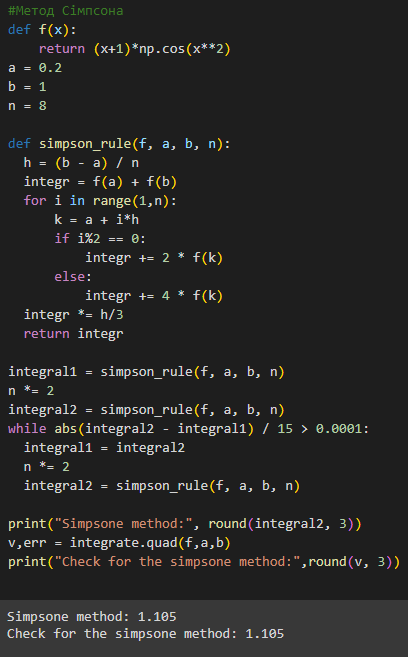 #Метод Сімпсона
def f(x):
    return (x+1)*np.cos(x**2)
a = 0.2
b = 1
n = 8

def simpson_rule(f, a, b, n):
  h = (b - a) / n
  integr = f(a) + f(b)
  for i in range(1,n):
      k = a + i*h
      if i%2 == 0:
          integr += 2 * f(k)
      else:
          integr += 4 * f(k)
  integr *= h/3
  return integr

integral1 = simpson_rule(f, a, b, n)
n *= 2
integral2 = simpson_rule(f, a, b, n)
while abs(integral2 - integral1) / 15 > 0.0001:
  integral1 = integral2
  n *= 2
  integral2 = simpson_rule(f, a, b, n)

print("Simpsone method:", round(integral2, 3))
v,err = integrate.quad(f,a,b)
print("Check for the simpsone method:",round(v, 3))

Simpsone method: 1.105
Check for the simpsone method: 1.105